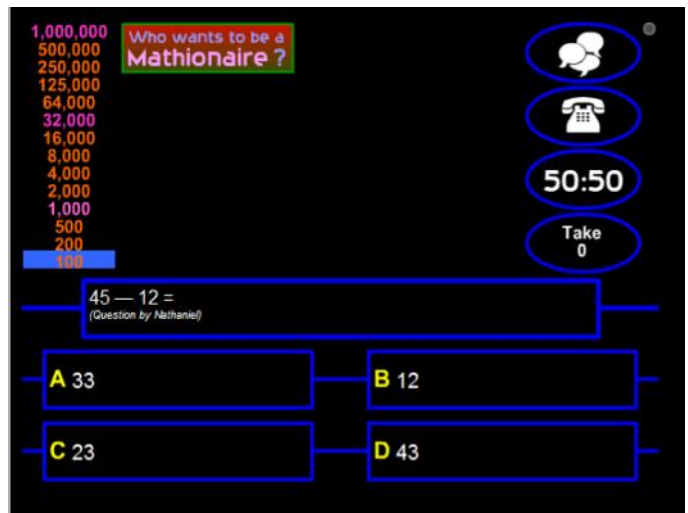 1,000,000
500,000
250,000
125,000
64,000
32,000
16,000
8,000
4,000
2,000
1,000
500
200
100
Who wants to be a
Mathionaire ?
50:50
Take
0
45 — 12 =
(Question by Nathaniel)
A 33
B 12
C 23
D 43